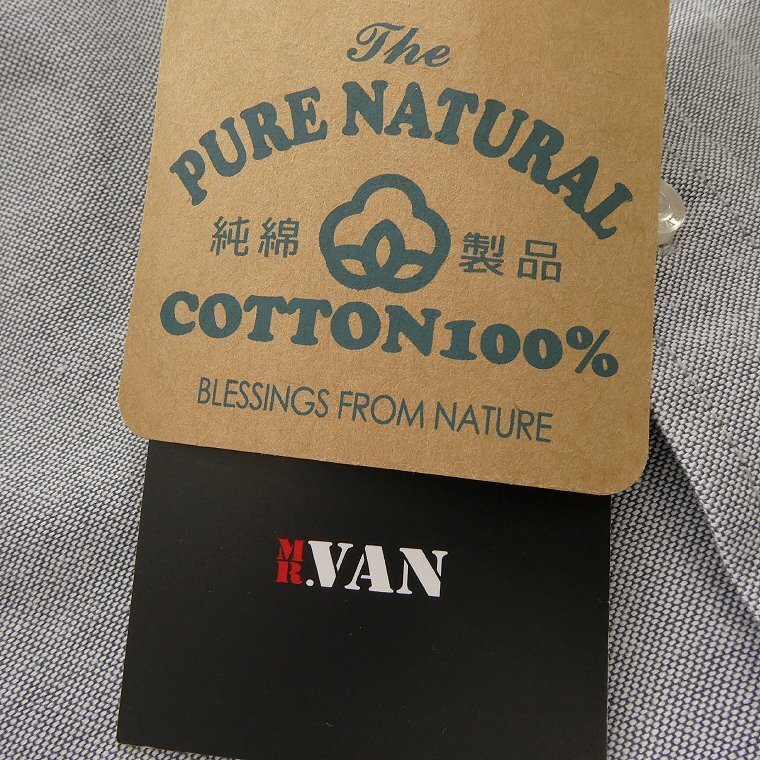 The
PURE NATURAL
純綿 製品
COTTON100%
BLESSINGS FROM NATURE
MR.VAN